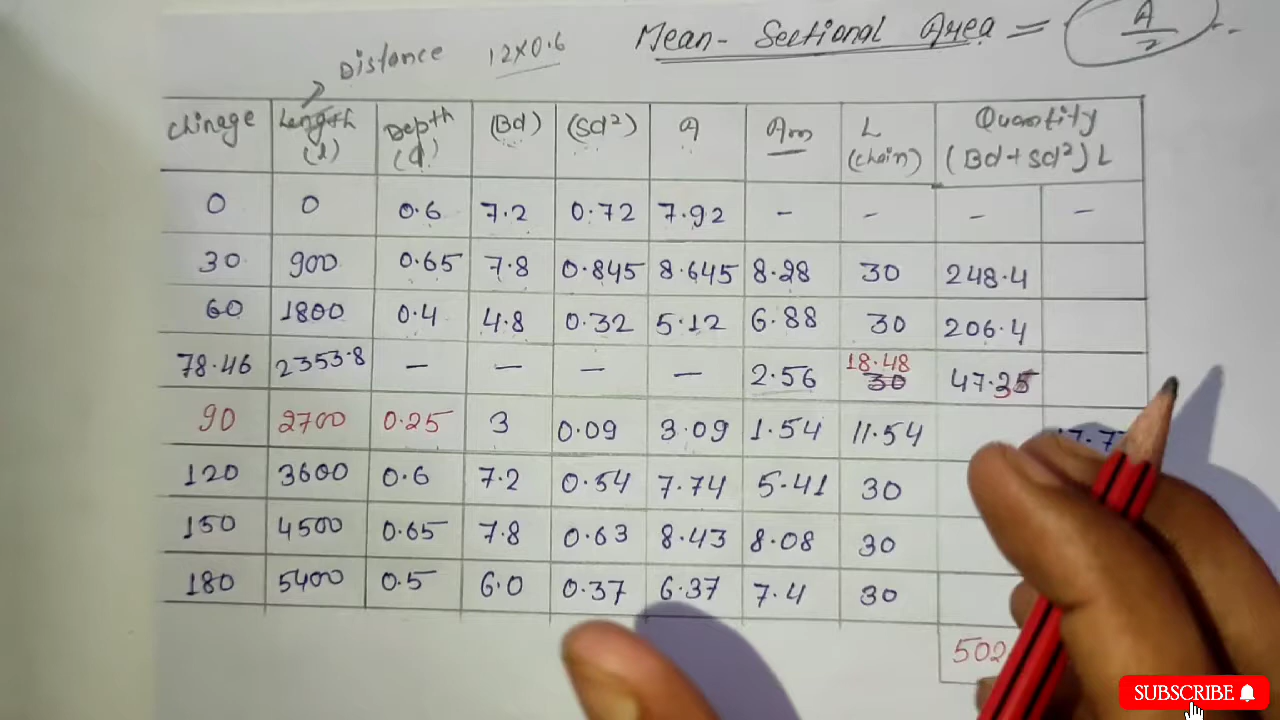 Mean-Sectional Area = A/2
Distance 12×0.6
Chinage Length (l) Depth (d) (Bd) (Sd²) A Am L (chain) Quantity (Bd+Sd²) L
0 0 0.6 7.2 0.72 7.92 - - - -
30 900 0.65 7.8 0.845 8.645 8.28 30 248.4
60 1800 0.4 4.8 0.32 5.12 6.88 30 206.4
78.46 2353.8 - - - - 2.56 18.48 30 47.35
90 2700 0.25 3 0.09 3.09 1.54 11.54
120 3600 0.6 7.2 0.54 7.74 5.41 30
150 4500 0.65 7.8 0.63 8.43 8.08 30
180 5400 0.5 6.0 0.37 6.37 7.4 30
502
SUBSCRIBE